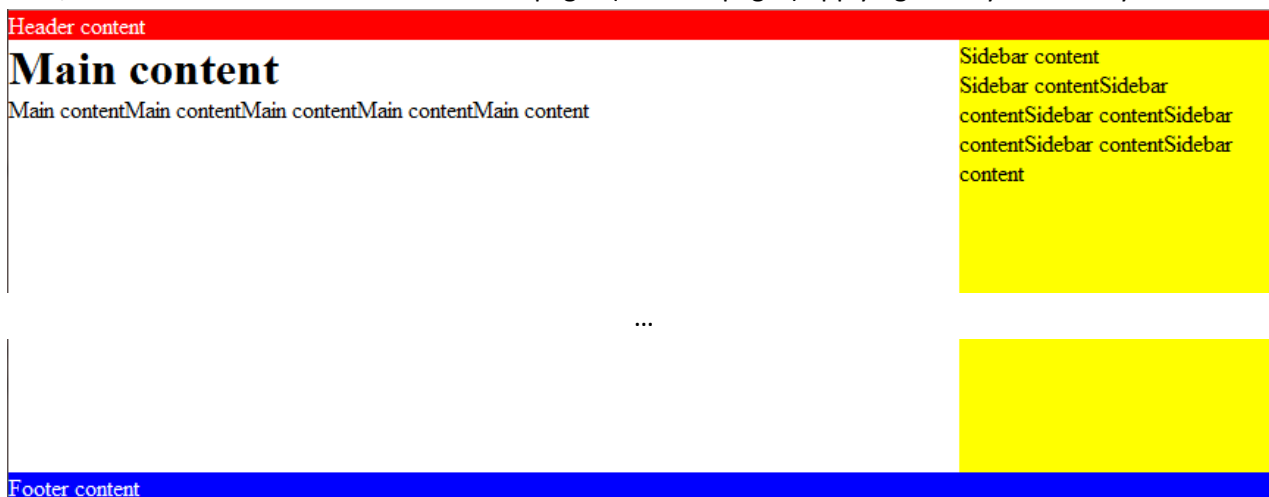 Header content
Main content
Main contentMain contentMain contentMain contentMain content
Sidebar content
Sidebar contentSidebar
contentSidebar contentSidebar
contentSidebar contentSidebar
content
...
Footer content